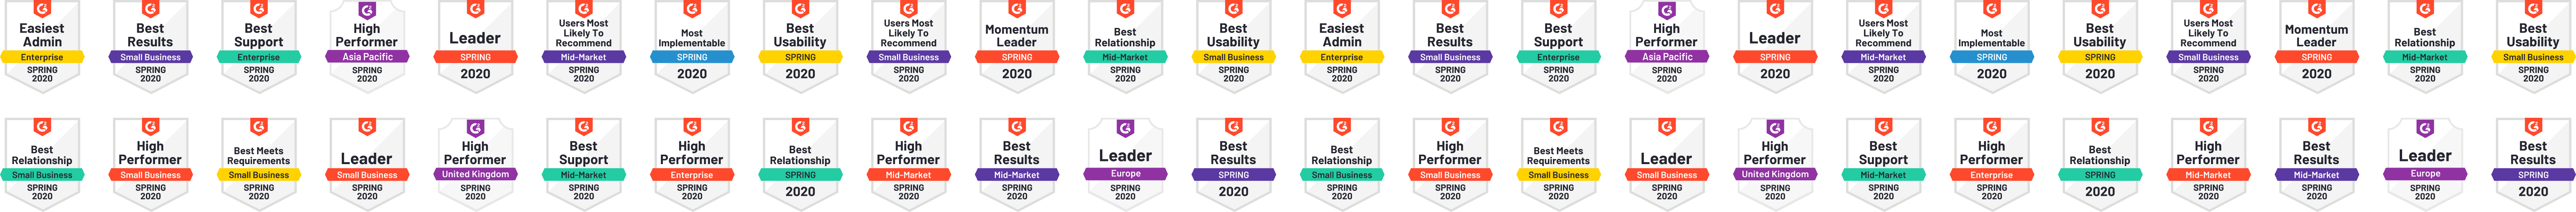 Easiest
Admin
Enterprise
SPRING
2020
Best
Results
Small Business
SPRING
2020
Best
Support
Enterprise
SPRING
2020
High
Performer
Asia Pacific
SPRING
2020
Leader
SPRING
2020
Users Most
Likely To
Recommend
Mid-Market
SPRING
2020
Most
Implementable
SPRING
2020
Best
Usability
SPRING
2020
Users Most
Likely To
Recommend
Small Business
SPRING
2020
Momentum
Leader
SPRING
2020
Best
Relationship
Mid-Market
SPRING
2020
Best
Usability
Small Business
SPRING
2020
Easiest
Admin
Enterprise
SPRING
2020
Best
Results
Small Business
SPRING
2020
Best
Support
Enterprise
SPRING
2020
High
Performer
Asia Pacific
SPRING
2020
Leader
SPRING
2020
Users Most
Likely To
Recommend
Mid-Market
SPRING
2020
Most
Implementable
SPRING
2020
Best
Usability
SPRING
2020
Users Most
Likely To
Recommend
Small Business
SPRING
2020
Momentum
Leader
SPRING
2020
Best
Relationship
Mid-Market
SPRING
2020
Best
Usability
Small Business
SPRING
2020
Best
Relationship
Small Business
SPRING
2020
High
Performer
Small Business
SPRING
2020
Best Meets
Requirements
Small Business
SPRING
2020
Leader
Small Business
SPRING
2020
High
Performer
United Kingdom
SPRING
2020
Best
Support
Mid-Market
SPRING
2020
High
Performer
Enterprise
SPRING
2020
Best
Relationship
SPRING
2020
High
Performer
Mid-Market
SPRING
2020
Best
Results
Mid-Market
SPRING
2020
Leader
Europe
SPRING
2020
Best
Results
SPRING
2020
Best
Relationship
Small Business
SPRING
2020
High
Performer
Small Business
SPRING
2020
Best Meets
Requirements
Small Business
SPRING
2020
Leader
Small Business
SPRING
2020
High
Performer
United Kingdom
SPRING
2020
Best
Support
Mid-Market
SPRING
2020
High
Performer
Enterprise
SPRING
2020
Best
Relationship
SPRING
2020
High
Performer
Mid-Market
SPRING
2020
Best
Results
Mid-Market
SPRING
2020
Leader
Europe
SPRING
2020
Best
Results
SPRING
2020